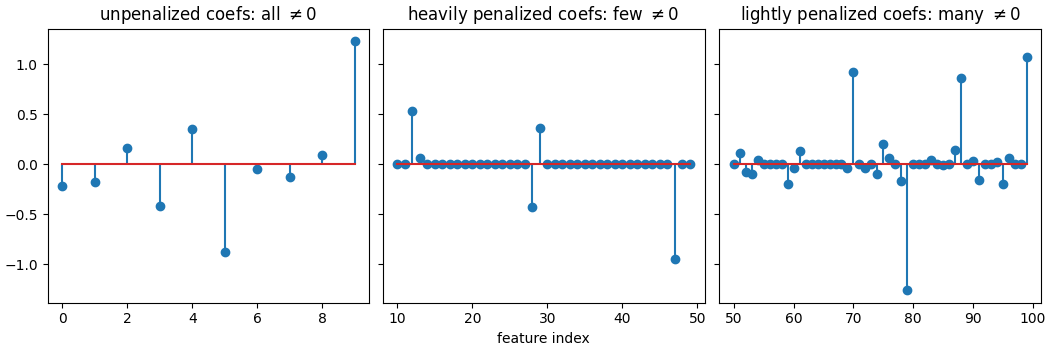 unpenalized coefs: all ≠0
heavily penalized coefs: few ≠0
lightly penalized coefs: many ≠0
1.0
0.5
0.0
−0.5
−1.0
0 2 4 6 8
10 20 30 40 50
50 60 70 80 90 100
feature index